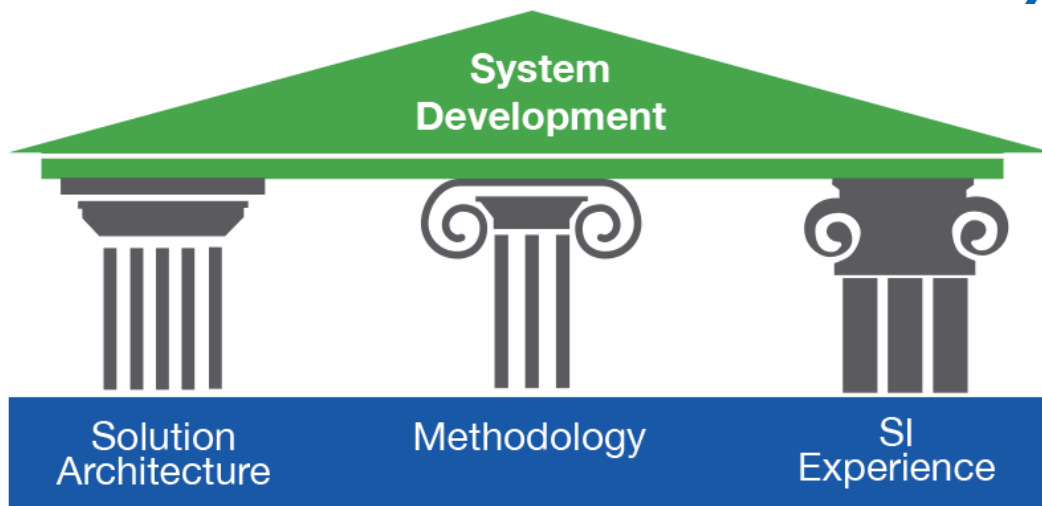 System
Development
Solution
Architecture
Methodology
SI
Experience